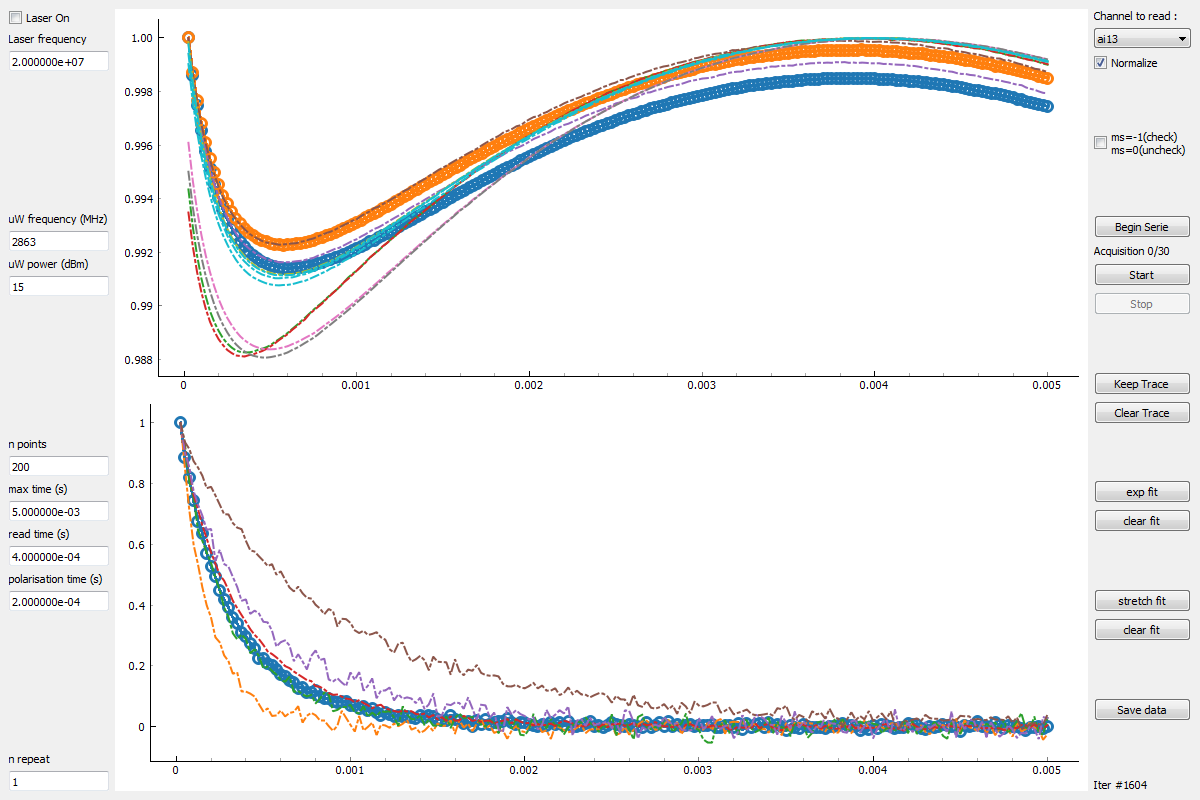 Laser On
Laser frequency
2.000000e+07
uW frequency (MHz)
2863
uW power (dBm)
15
n points
200
max time (s)
5.000000e-03
read time (s)
4.000000e-04
polarisation time (s)
2.000000e-04
n repeat
1
1.00
0.998
0.996
0.994
0.992
0.99
0.988
0
0.001
0.002
0.003
0.004
0.005
1
0.8
0.6
0.4
0.2
0
0
0.001
0.002
0.003
0.004
0.005
Channel to read :
ai13
Normalize
ms=-1(check)
ms=0(uncheck)
Begin Serie
Acquisition 0/30
Start
Stop
Keep Trace
Clear Trace
exp fit
clear fit
stretch fit
clear fit
Save data
Iter #1604